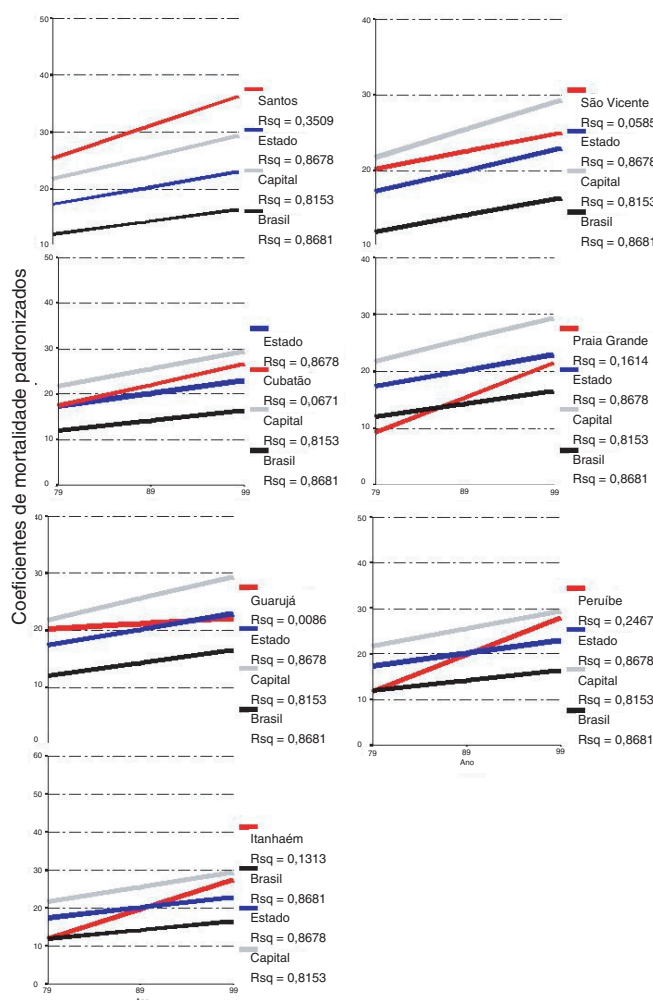 Coeficientes de mortalidade padronizados
50
40
30
20
10
Santos
Rsq = 0,3509
Estado
Rsq = 0,8678
Capital
Rsq = 0,8153
Brasil
Rsq = 0,8681
40
30
20
10
São Vicente
Rsq = 0,0585
Estado
Rsq = 0,8678
Capital
Rsq = 0,8153
Brasil
Rsq = 0,8681
50
40
30
20
10
0
79
89
99
Estado
Rsq = 0,8678
Cubatão
Rsq = 0,0671
Capital
Rsq = 0,8153
Brasil
Rsq = 0,8681
40
30
20
10
0
79
89
99
Praia Grande
Rsq = 0,1614
Estado
Rsq = 0,8678
Capital
Rsq = 0,8153
Brasil
Rsq = 0,8681
40
30
20
10
0
Guarujá
Rsq = 0,0086
Estado
Rsq = 0,8678
Capital
Rsq = 0,8153
Brasil
Rsq = 0,8681
50
40
30
20
10
0
79
89
99
Ano
Peruíbe
Rsq = 0,2467
Estado
Rsq = 0,8678
Capital
Rsq = 0,8153
Brasil
Rsq = 0,8681
60
50
40
30
20
10
0
79
89
99
Itanhaém
Rsq = 0,1313
Brasil
Rsq = 0,8681
Estado
Rsq = 0,8678
Capital
Rsq = 0,8153